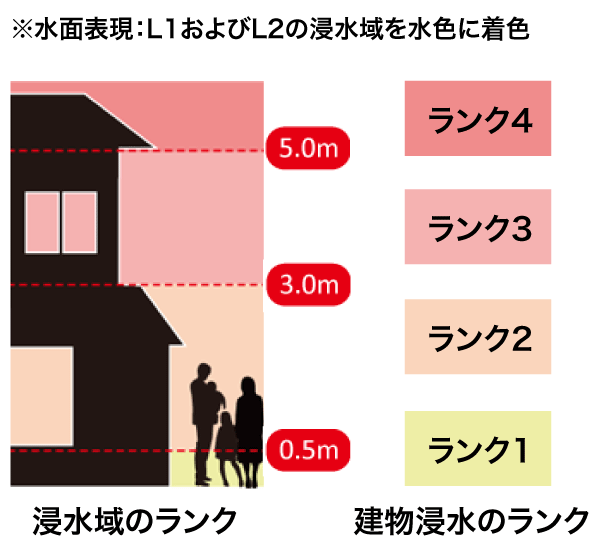 ※水面表現：L1およびL2の浸水域を水色に着色
ランク4
5.0m
ランク3
3.0m
ランク2
0.5m
ランク1
浸水域のランク
建物浸水のランク